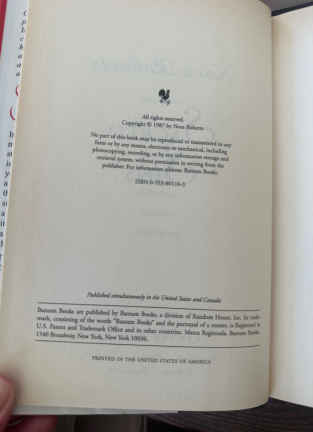 All rights reserved.
Copyright © 1987 by Nora Roberts
No part of this book may be reproduced or transmitted in any
form or by any means, electronic or mechanical, including
photocopying, recording, or by any information storage and
retrieval system, without permission in writing from the
publisher. For information address: Bantam Books.
ISBN 0-553-
Published simultaneously in the United States and Canada
Bantam Books are published by Bantam Books, a division of Random House, Inc. Its trade-
mark, consisting of the words "Bantam Books" and the portrayal of a rooster, is Registered in
U.S. Patent and Trademark Office and in other countries. Marca Registrada. Bantam Books,
1540 Broadway, New York, New York 10036.
PRINTED IN THE UNITED STATES OF AMERICA